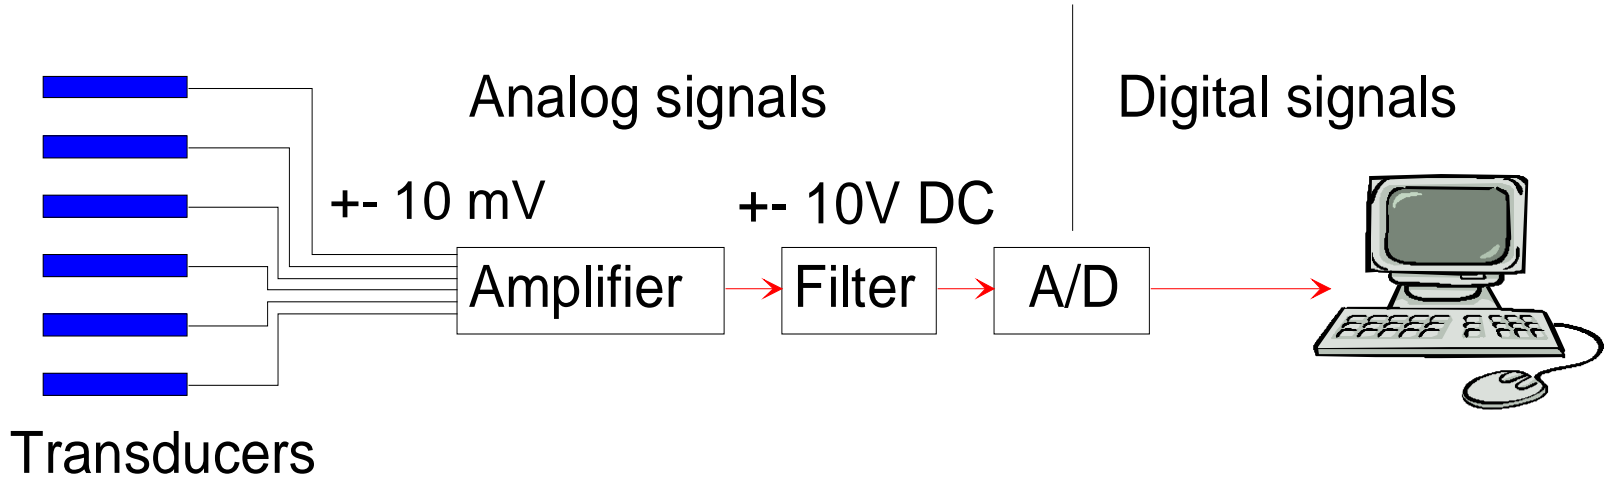 Analog signals
Digital signals
+- 10 mV
+- 10V DC
Amplifier
Filter
A/D
Transducers